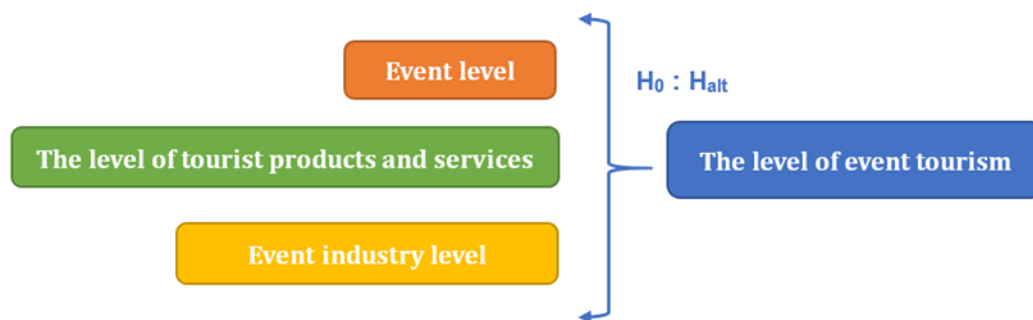 Event level
H₀ : Hₐₗₜ
The level of tourist products and services
The level of event tourism
Event industry level